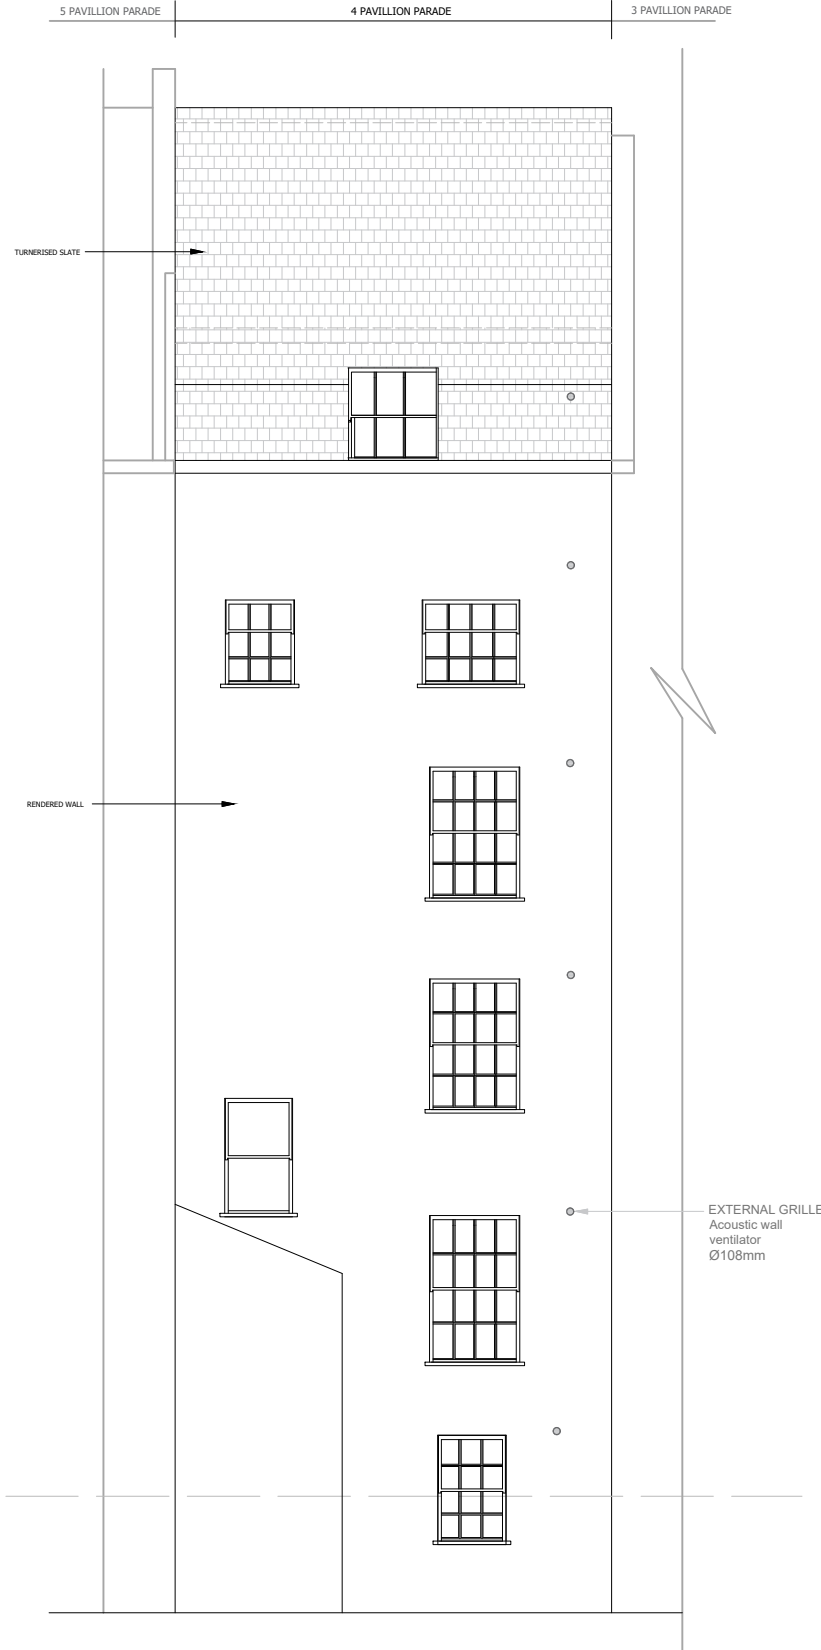 5 PAVILLION PARADE
4 PAVILLION PARADE
3 PAVILLION PARADE
TURNERISED SLATE
RENDERED WALL
EXTERNAL GRILLE
Acoustic wall
ventilator
Ø108mm